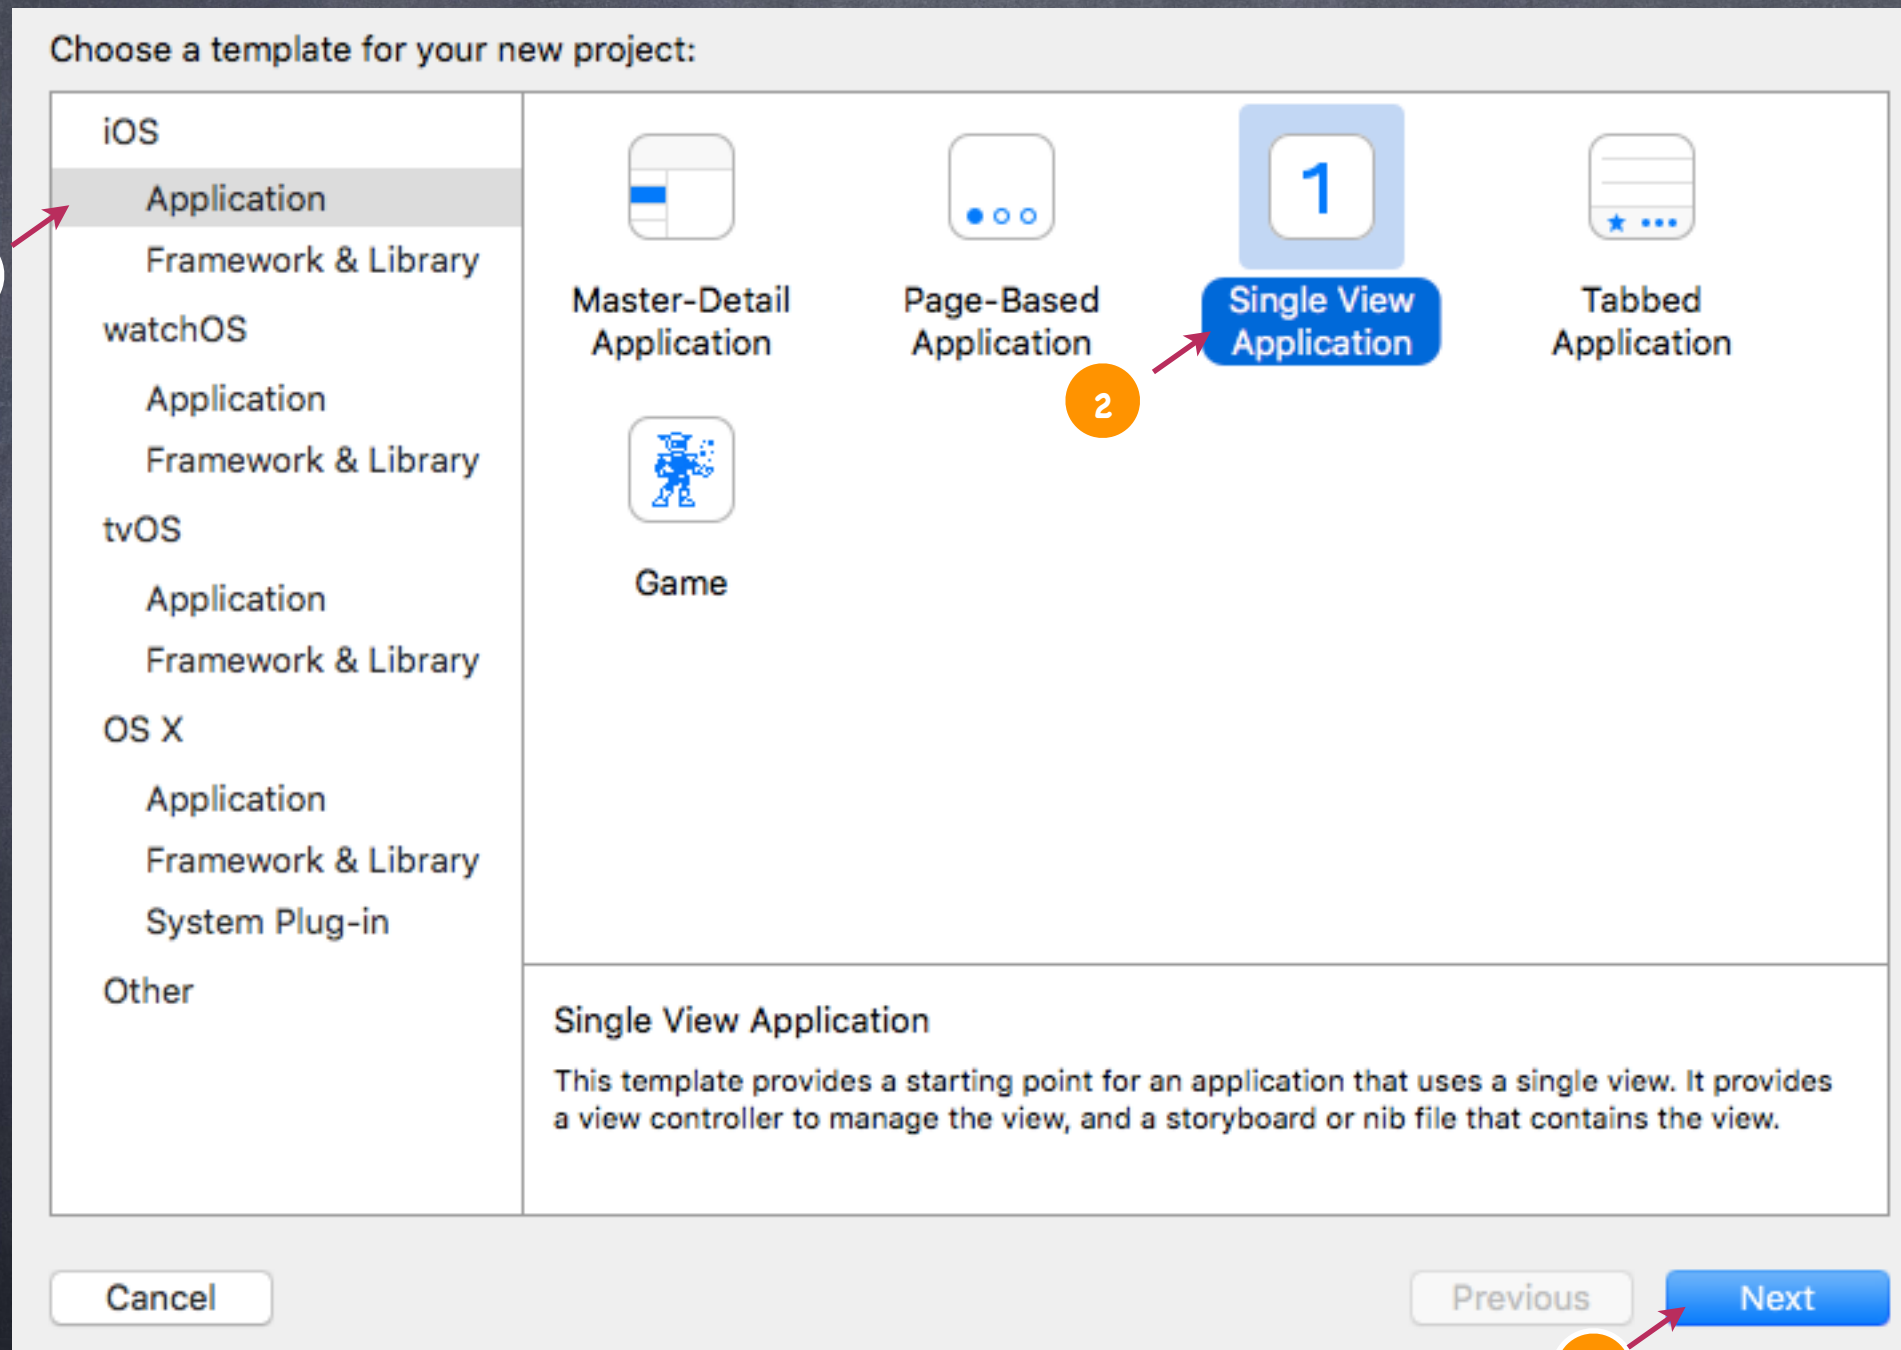 Choose a template for your new project:
iOS
Application
Framework & Library
watchOS
Application
Framework & Library
tvOS
Application
Framework & Library
OS X
Application
Framework & Library
System Plug-in
Other
1
Master-Detail
Application
Page-Based
Application
Single View
Application
Tabbed
Application
2
Game
Single View Application
This template provides a starting point for an application that uses a single view. It provides
a view controller to manage the view, and a storyboard or nib file that contains the view.
Cancel
Previous
Next